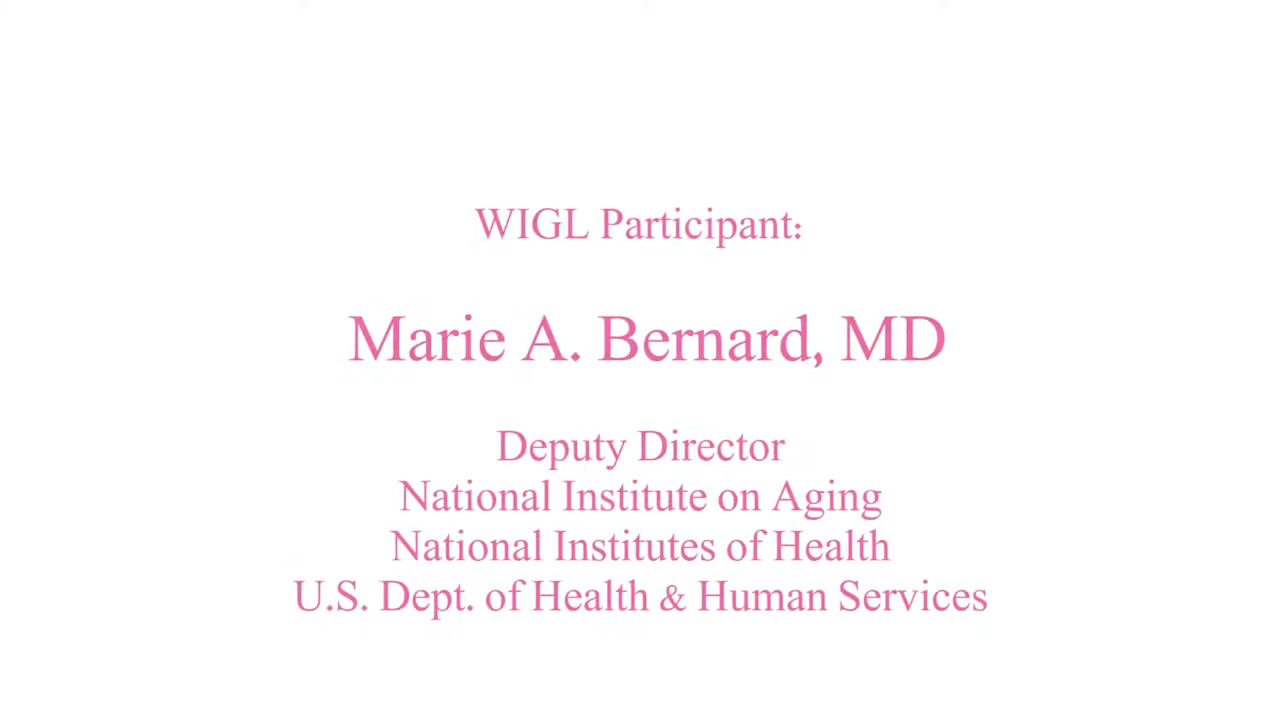 WIGL Participant:
Marie A. Bernard, MD
Deputy Director
National Institute on Aging
National Institutes of Health
U.S. Dept. of Health & Human Services